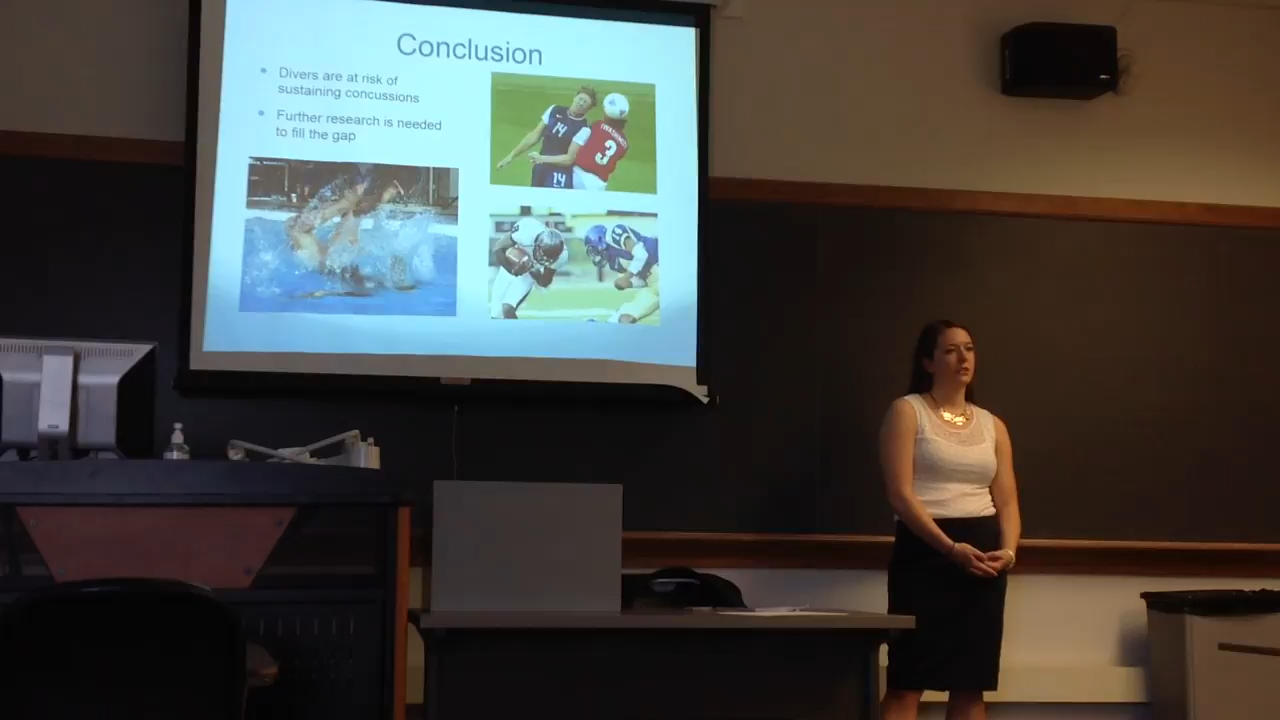 Conclusion
Divers are at risk of
sustaining concussions
Further research is needed
to fill the gap
14
3
14